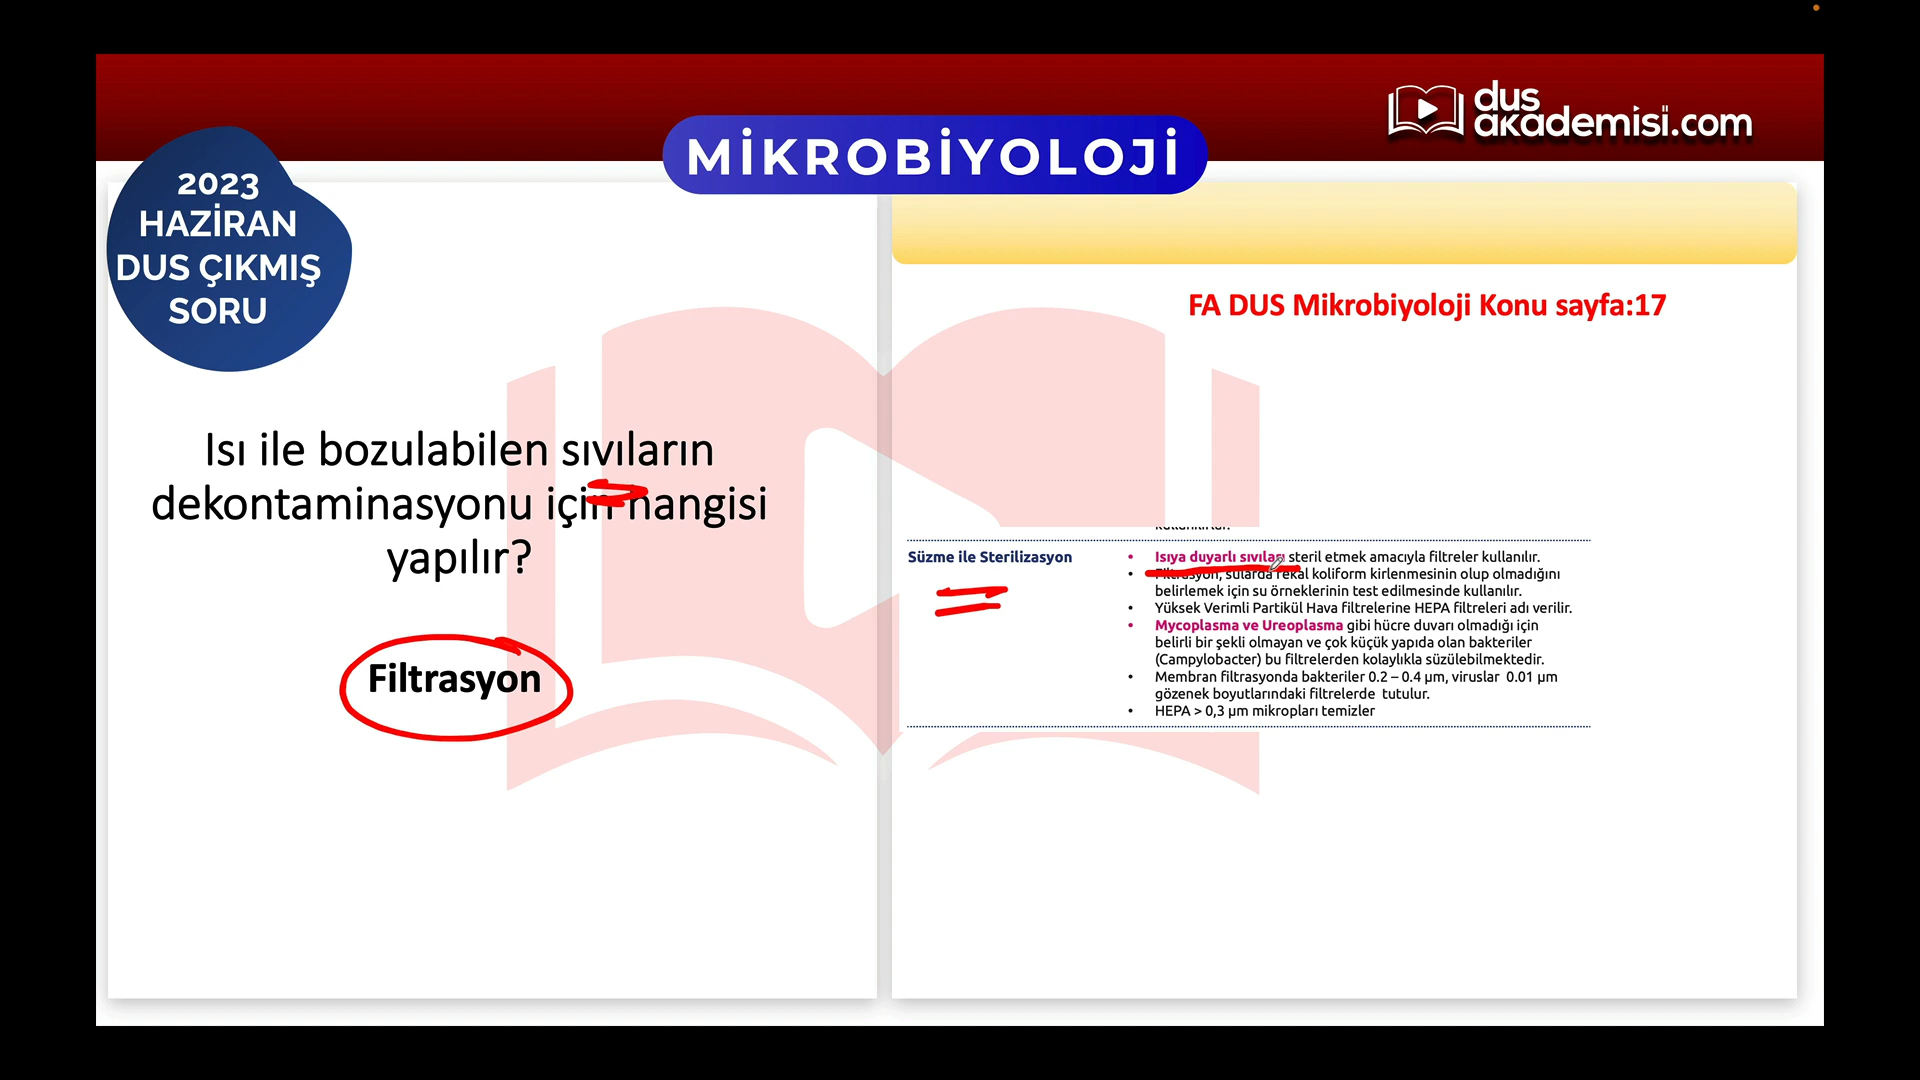 dus
akademisi.com
MİKROBİYOLOJİ
2023
HAZİRAN
DUS ÇIKMIŞ
SORU
Isı ile bozulabilen sıvıların
dekontaminasyonu için hangisi
yapılır?
Filtrasyon
FA DUS Mikrobiyoloji Konu sayfa:17
Süzme ile Sterilizasyon
• Isıya duyarlı sıvıları steril etmek amacıyla filtreler kullanılır.
• Filtrasyon, sularda fekal koliform kirlenmesinin olup olmadığını
belirlemek için su örneklerinin test edilmesinde kullanılır.
• Yüksek Verimli Partikül Hava filtrelerine HEPA filtreleri adı verilir.
• Mycoplasma ve Ureoplasma gibi hücre duvarı olmadığı için
belirli bir şekli olmayan ve çok küçük yapıda olan bakteriler
(Campylobacter) bu filtrelerden kolaylıkla süzülebilmektedir.
• Membran filtrasyonda bakteriler 0.2 – 0.4 µm, viruslar 0.01 µm
gözenek boyutlarındaki filtrelerde tutulur.
• HEPA > 0,3 µm mikropları temizler